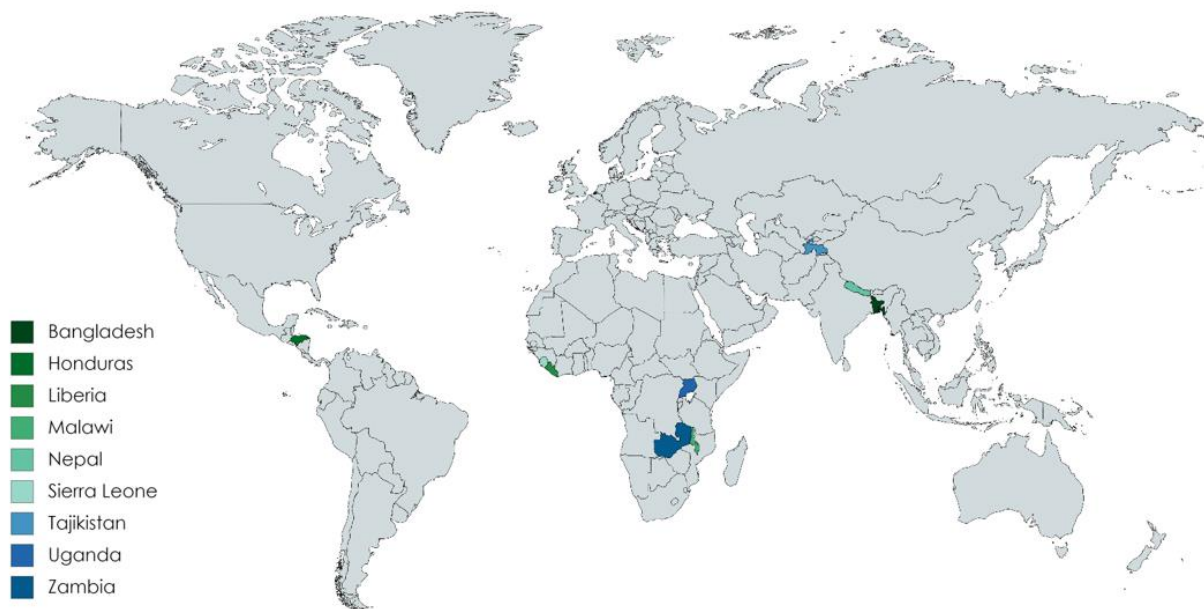 Bangladesh
Honduras
Liberia
Malawi
Nepal
Sierra Leone
Tajikistan
Uganda
Zambia